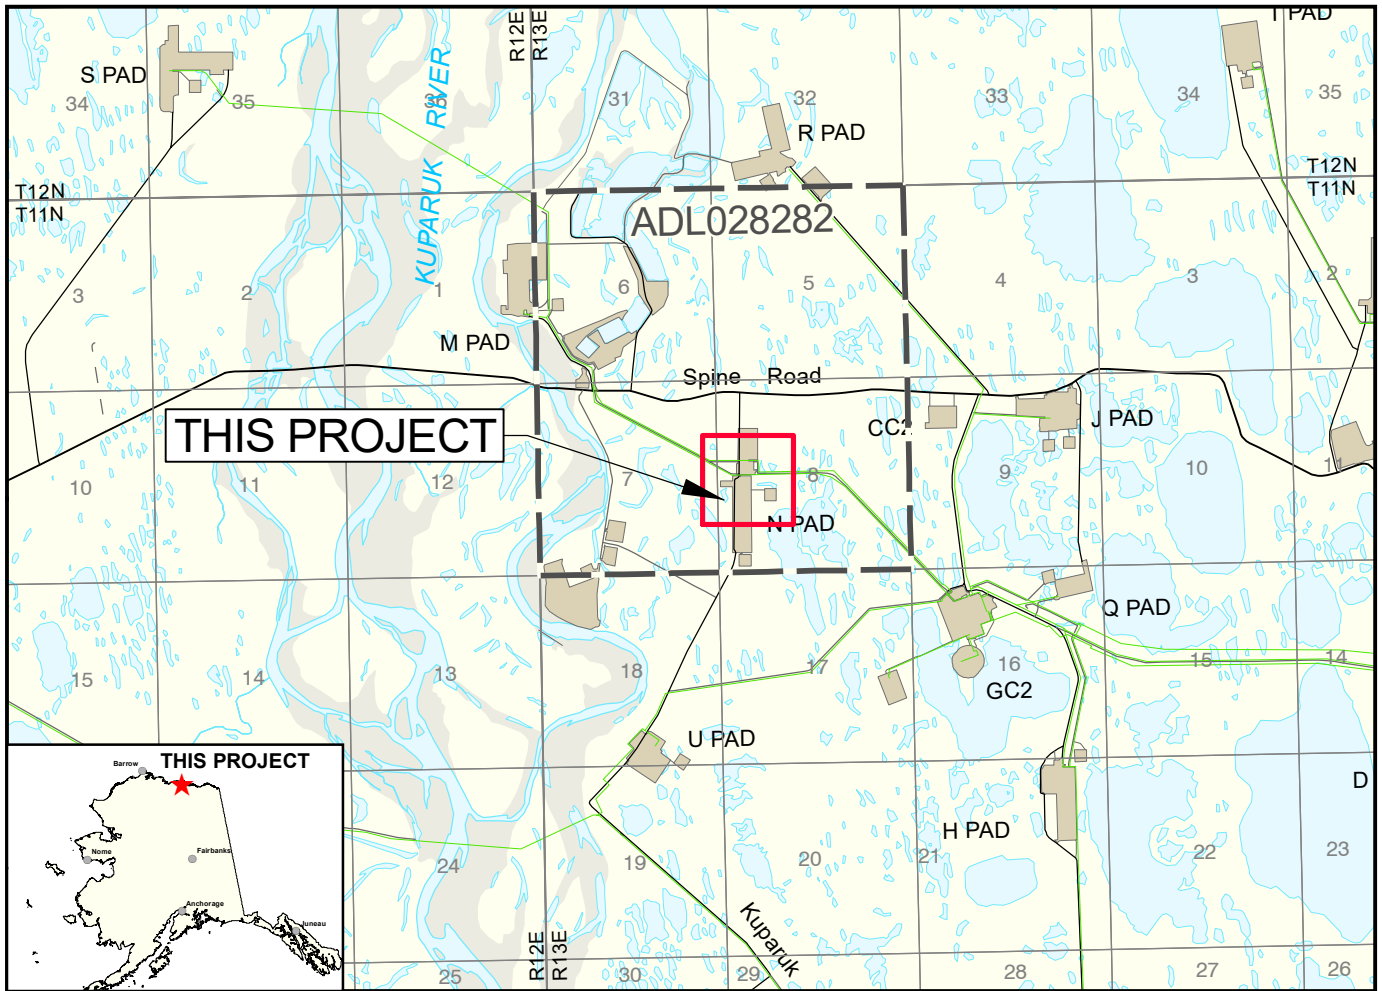 I PAD
R12E
R13E
S PAD
34
35
36
31
32
33
34
35
KUPARUK RIVER
R PAD
T12N
T11N
T12N
T11N
ADL028282
3
2
1
6
5
4
3
2
M PAD
Spine Road
THIS PROJECT
CC2
J PAD
10
11
12
7
8
9
10
11
N PAD
Q PAD
15
14
13
18
17
16
15
14
GC2
U PAD
THIS PROJECT
Barrow
Nome
Fairbanks
Anchorage
Juneau
D
H PAD
24
19
20
21
22
23
Kuparuk
R12E
R13E
25
30
29
28
27
26